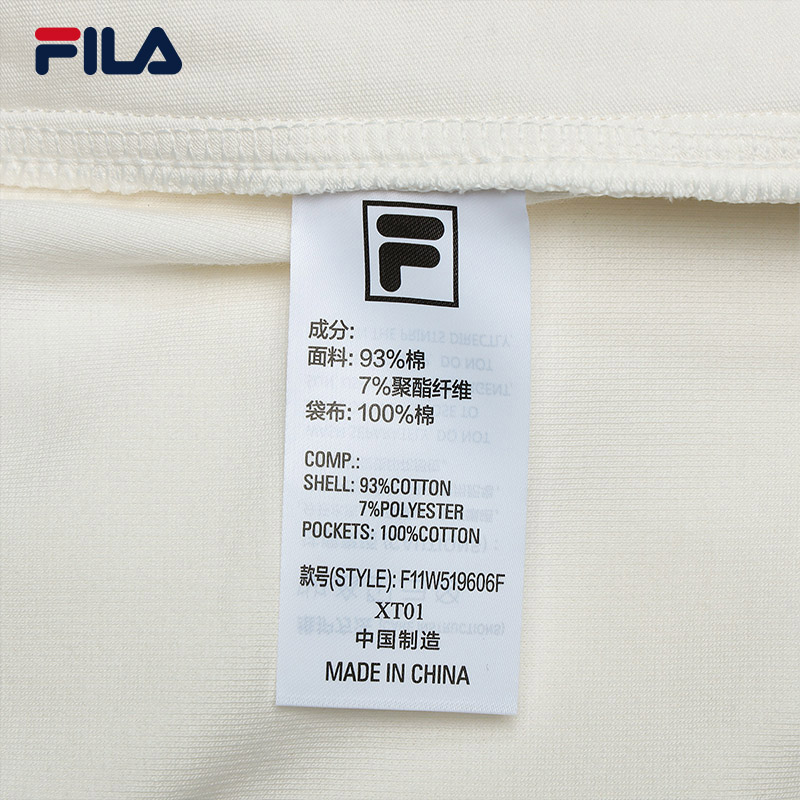 FILA
F
成分:
面料: 93%棉
7%聚酯纤维
袋布: 100%棉
COMP.:
SHELL: 93%COTTON
7%POLYESTER
POCKETS: 100%COTTON
款号(STYLE): F11W519606F
XT01
中国制造
MADE IN CHINA